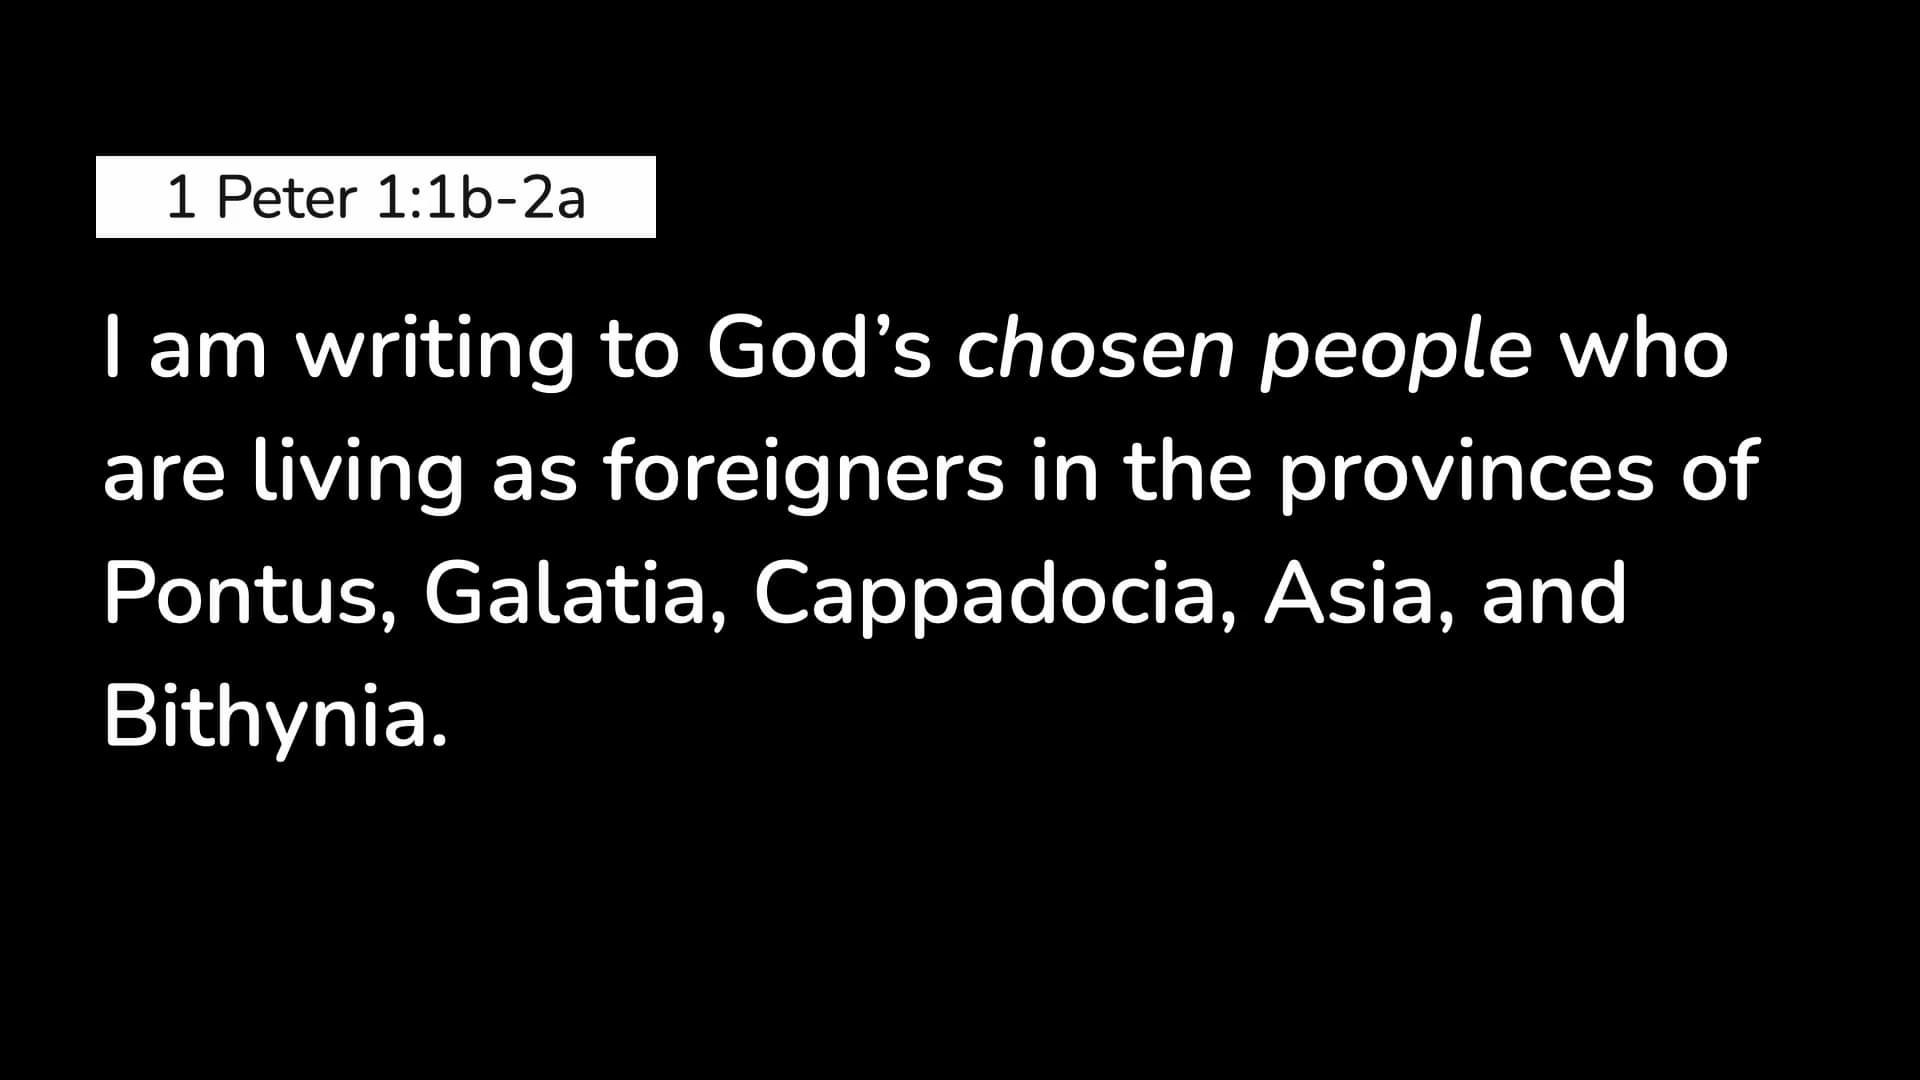 1 Peter 1:1b-2a
I am writing to God’s chosen people who
are living as foreigners in the provinces of
Pontus, Galatia, Cappadocia, Asia, and
Bithynia.